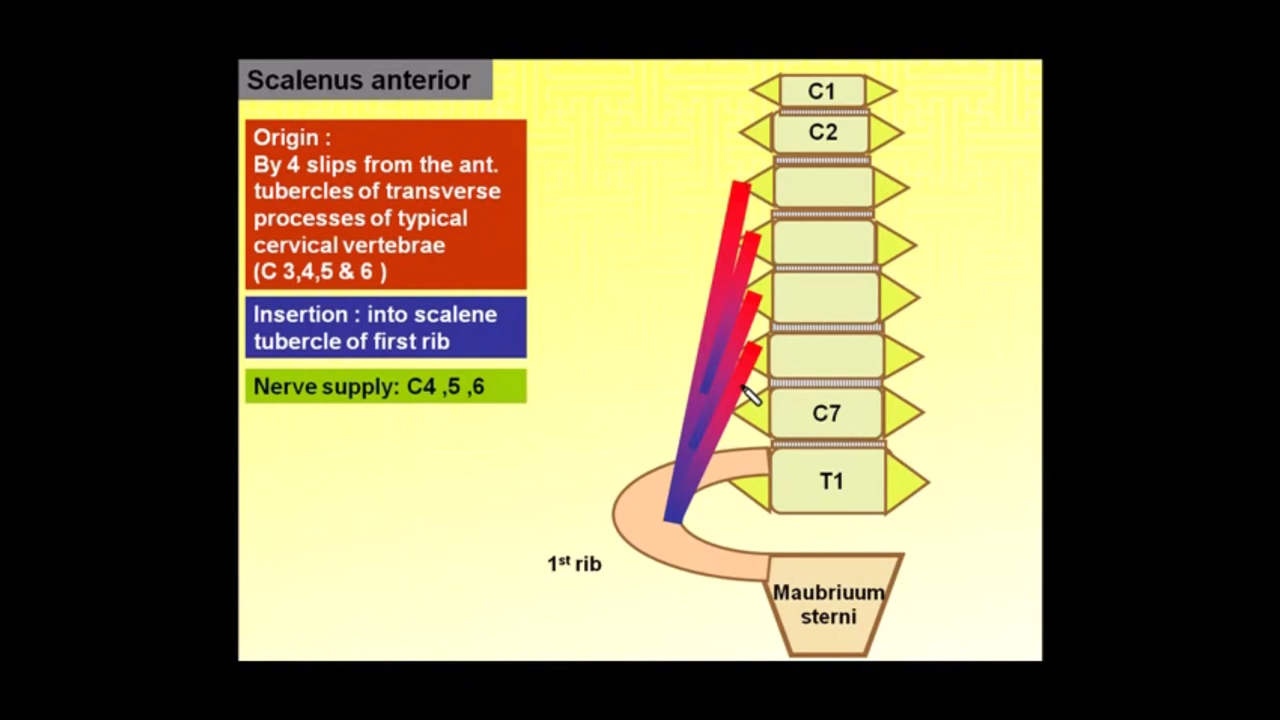 Scalenus anterior
Origin :
By 4 slips from the ant.
tubercles of transverse
processes of typical
cervical vertebrae
(C 3,4,5 & 6 )
Insertion : into scalene
tubercle of first rib
Nerve supply: C4 ,5 ,6
C1
C2
C7
T1
1st rib
Maubriuum
sterni